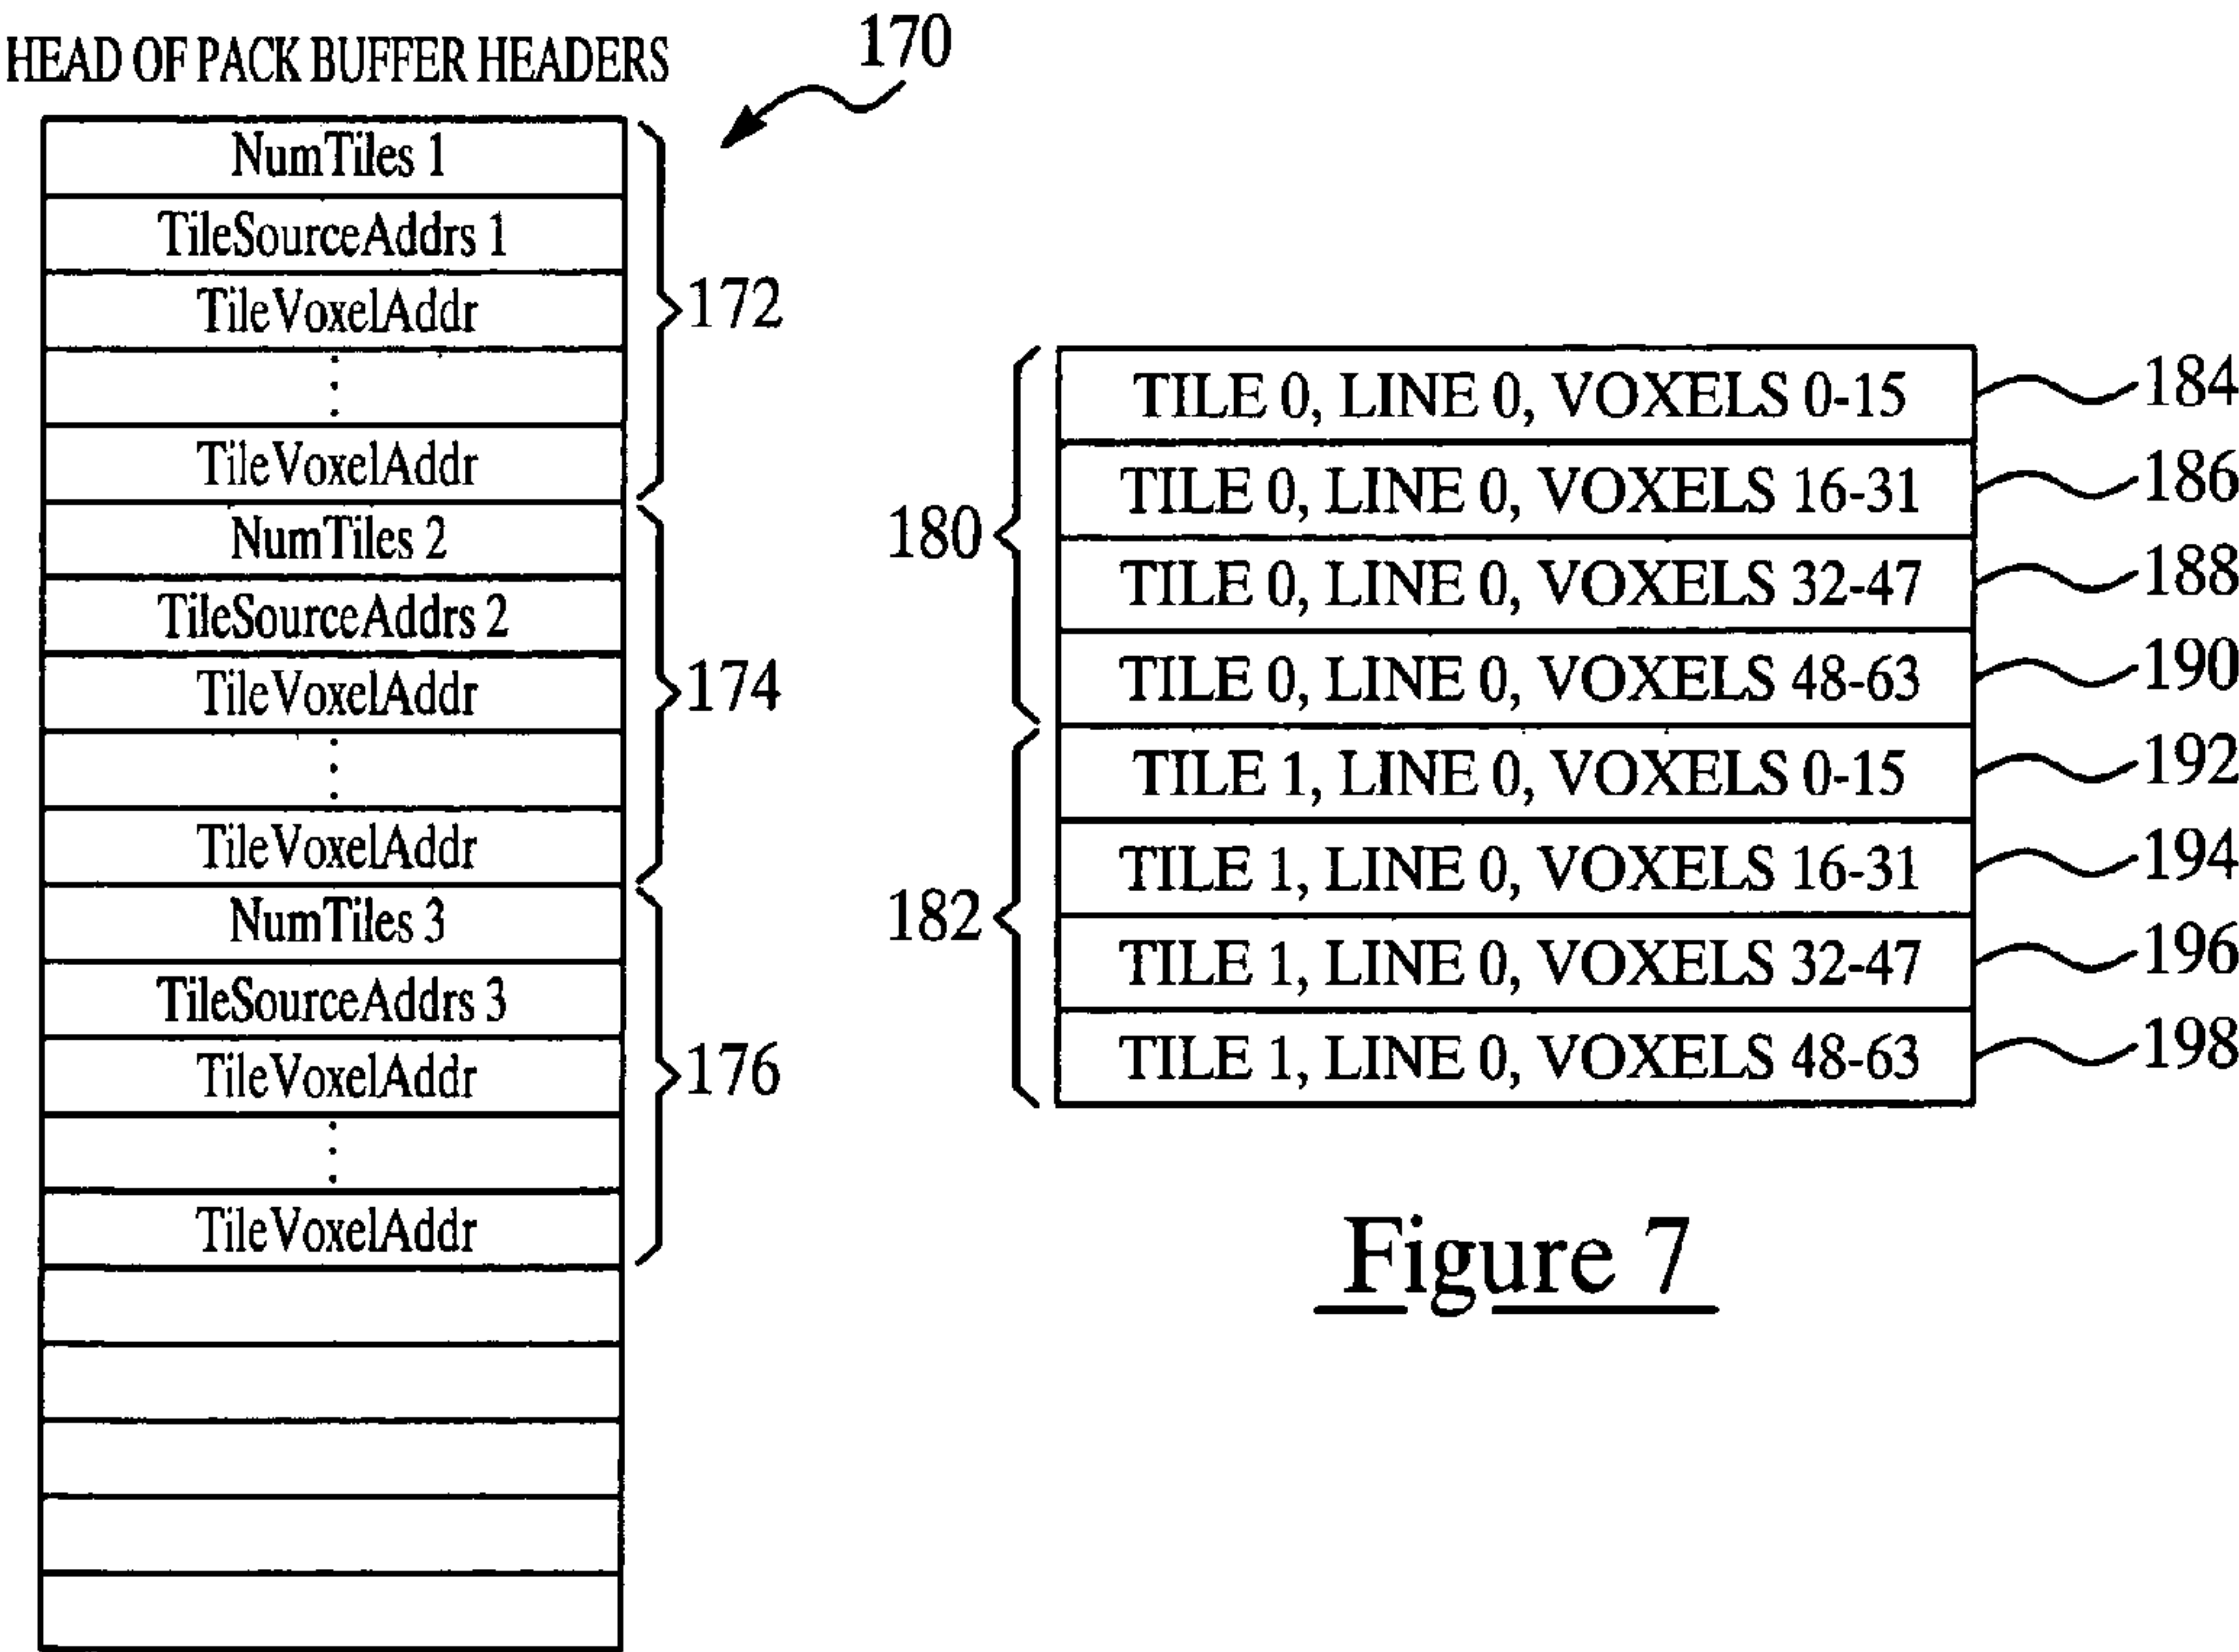 HEAD OF PACK BUFFER HEADERS
170
NumTiles 1
TileSourceAddrs 1
TileVoxelAddr
⋮
TileVoxelAddr
172
NumTiles 2
TileSourceAddrs 2
TileVoxelAddr
⋮
TileVoxelAddr
174
NumTiles 3
TileSourceAddrs 3
TileVoxelAddr
⋮
TileVoxelAddr
176
180
TILE 0, LINE 0, VOXELS 0-15 184
TILE 0, LINE 0, VOXELS 16-31 186
TILE 0, LINE 0, VOXELS 32-47 188
TILE 0, LINE 0, VOXELS 48-63 190
182
TILE 1, LINE 0, VOXELS 0-15 192
TILE 1, LINE 0, VOXELS 16-31 194
TILE 1, LINE 0, VOXELS 32-47 196
TILE 1, LINE 0, VOXELS 48-63 198
Figure 7